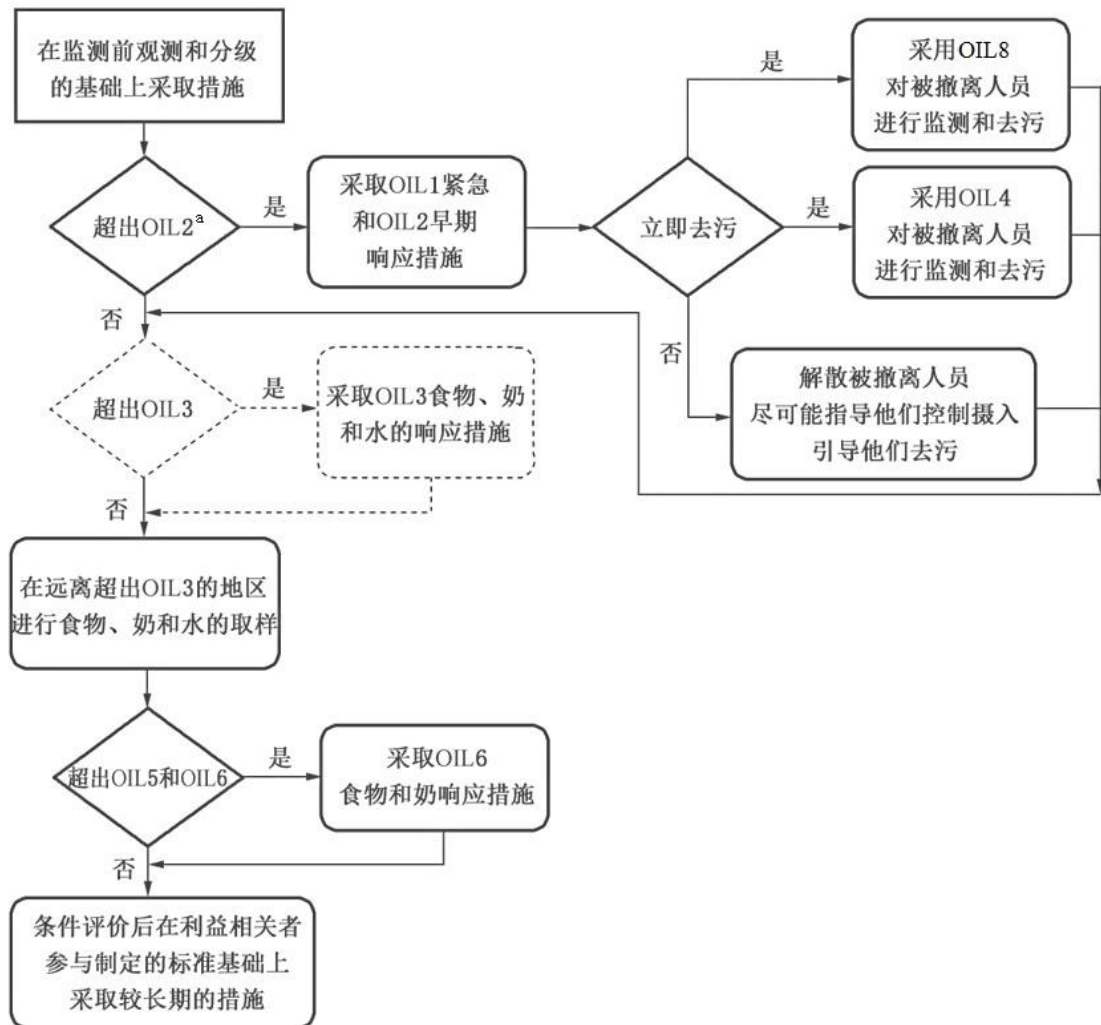 在监测前观测和分级
的基础上采取措施
超出OIL2a
是
采取OIL1紧急
和OIL2早期
响应措施
立即去污
是
采用OIL8
对被撤离人员
进行监测和去污
是
采用OIL4
对被撤离人员
进行监测和去污
否
解散被撤离人员
尽可能指导他们控制摄入
引导他们去污
否
超出OIL3
是
采取OIL3食物、奶
和水的响应措施
否
在远离超出OIL3的地区
进行食物、奶和水的取样
超出OIL5和OIL6
是
采取OIL6
食物和奶响应措施
否
条件评价后在利益相关者
参与制定的标准基础上
采取较长期的措施